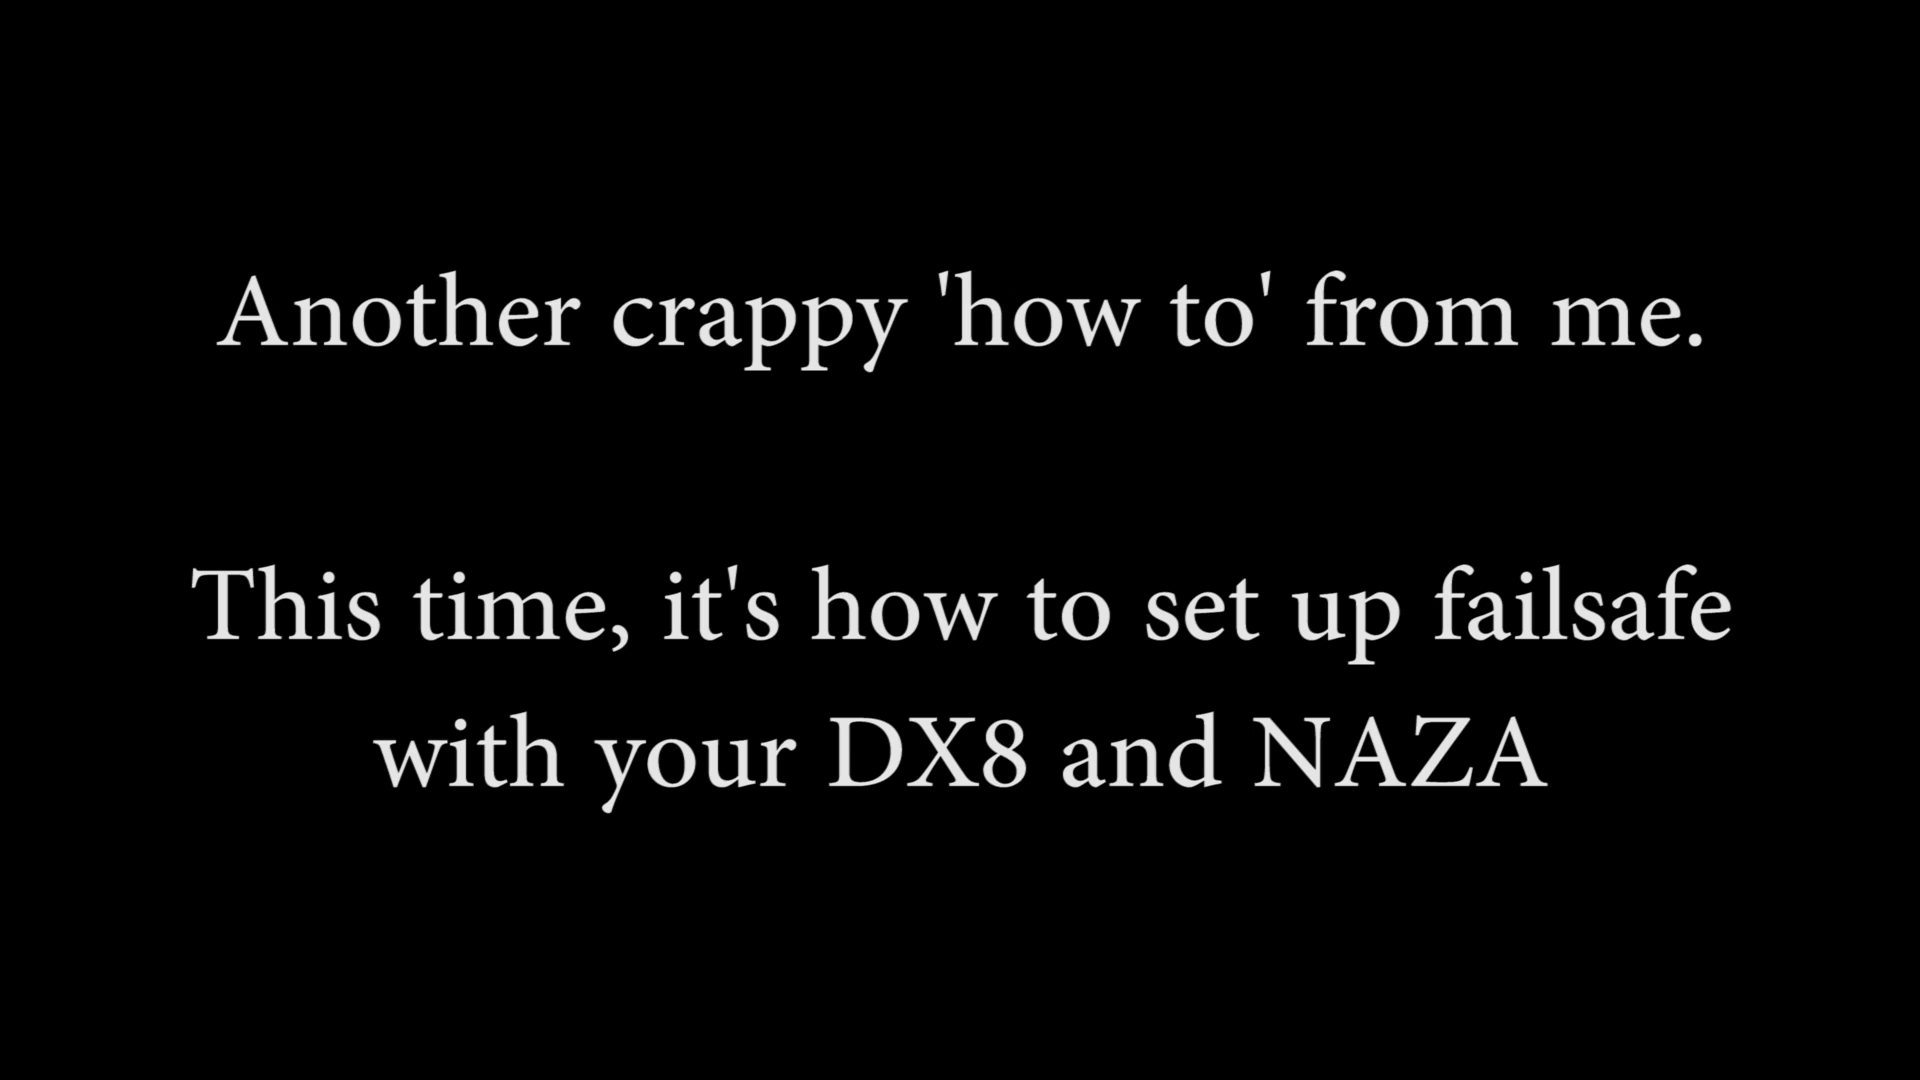 Another crappy 'how to' from me.
This time, it's how to set up failsafe
with your DX8 and NAZA